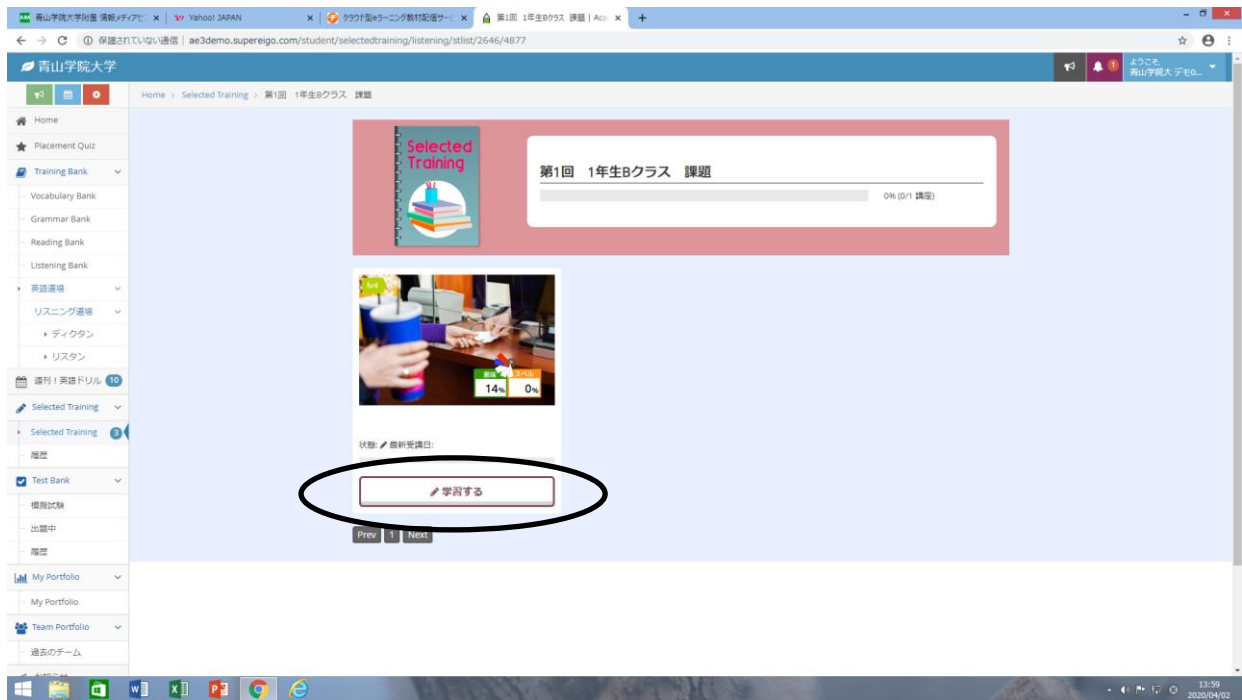 青山学院大学附置 情報メディアセ
Yahoo! JAPAN
クラウド型eラーニング教材配信サー
第1回 1年生Bクラス 課題 | Ac
保護されていない通信 | ae3demo.supereigo.com/student/selectedtraining/listening/stlist/2646/4877
青山学院大学
1
ようこそ,
青山学院大 デモ0...
Home > Selected Training > 第1回 1年生Bクラス 課題
Home
Placement Quiz
Training Bank
Vocabulary Bank
Grammar Bank
Reading Bank
Listening Bank
英語道場
リスニング道場
ディクタン
リスタン
週刊!英語ドリル 10
Selected Training
Selected Training 3
履歴
Test Bank
模擬試験
出題中
履歴
My Portfolio
My Portfolio
Team Portfolio
過去のチーム
Selected
Training
第1回 1年生Bクラス 課題
0% (0/1 講座)
lv4
意味 スペル
14% 0%
状態: 最新受講日:
学習する
Prev 1 Next
13:59
2020/04/02